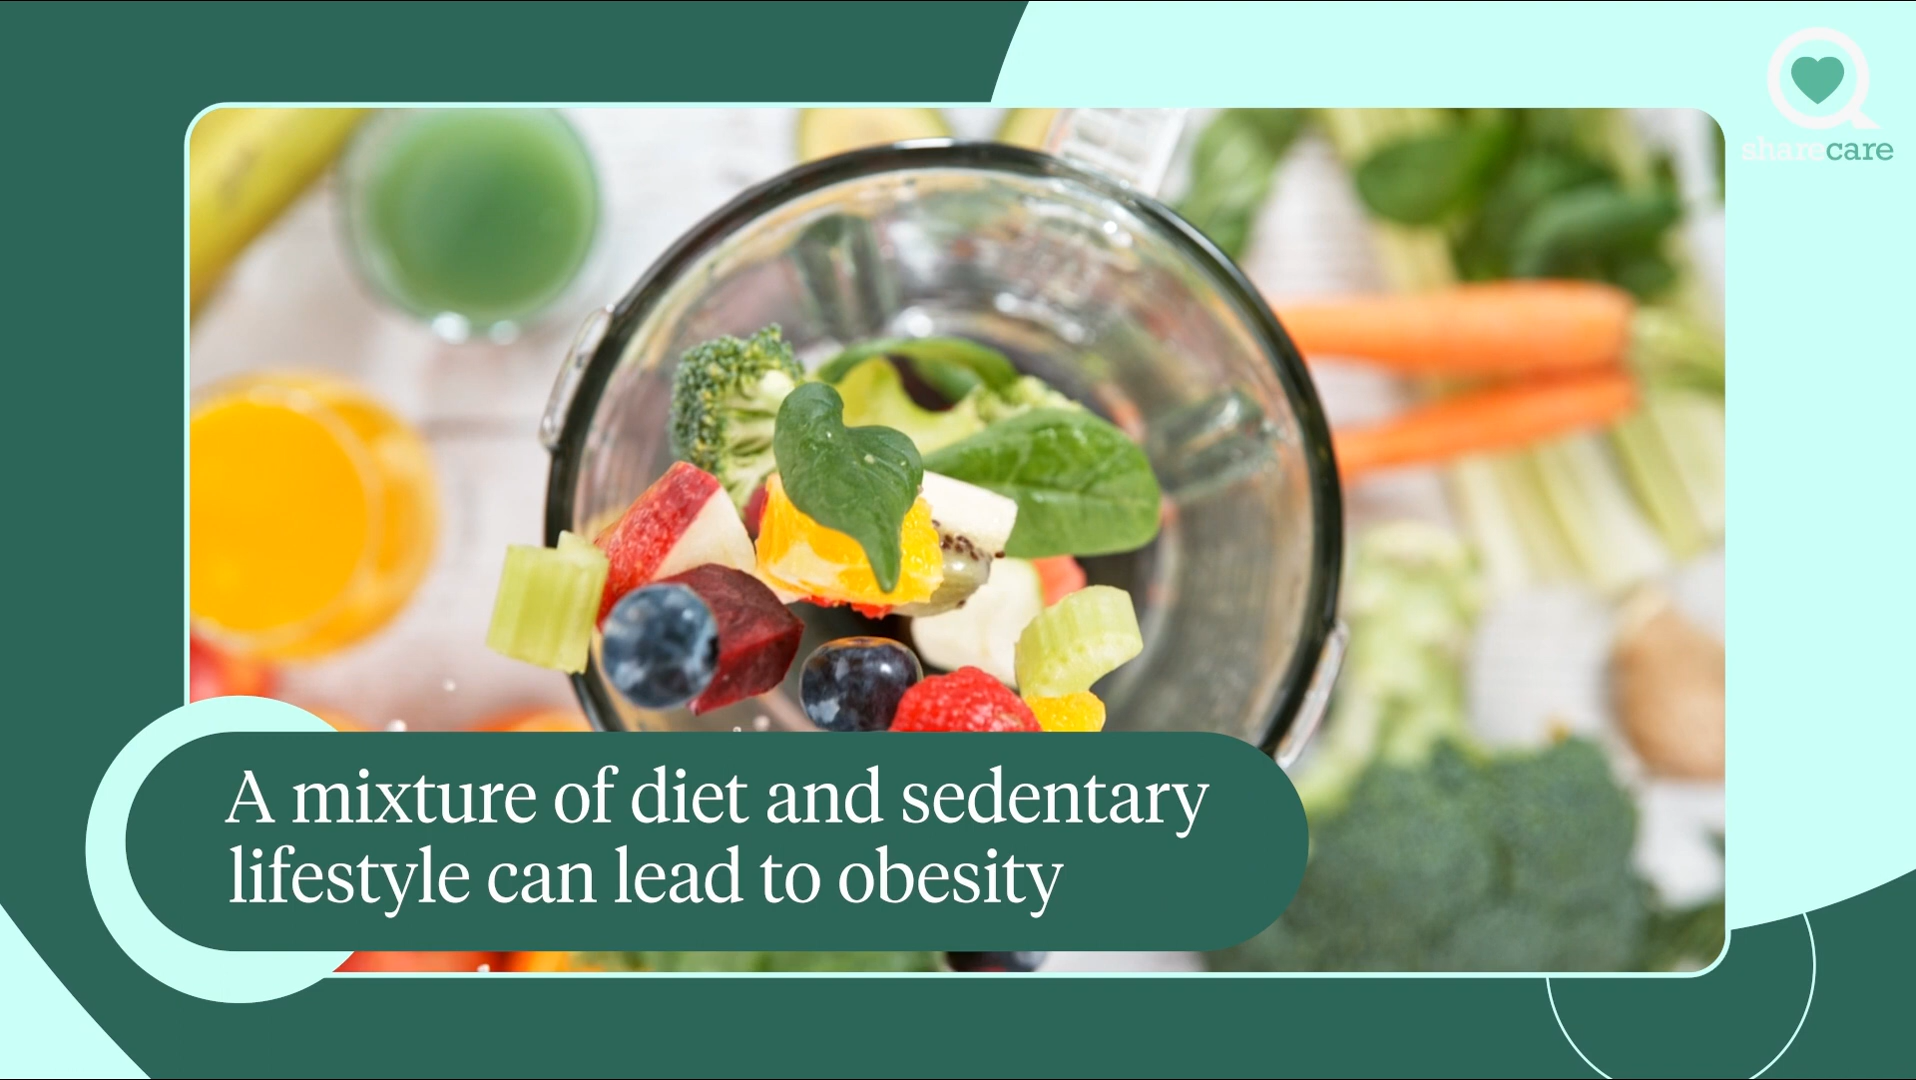 sharecare
A mixture of diet and sedentary
lifestyle can lead to obesity